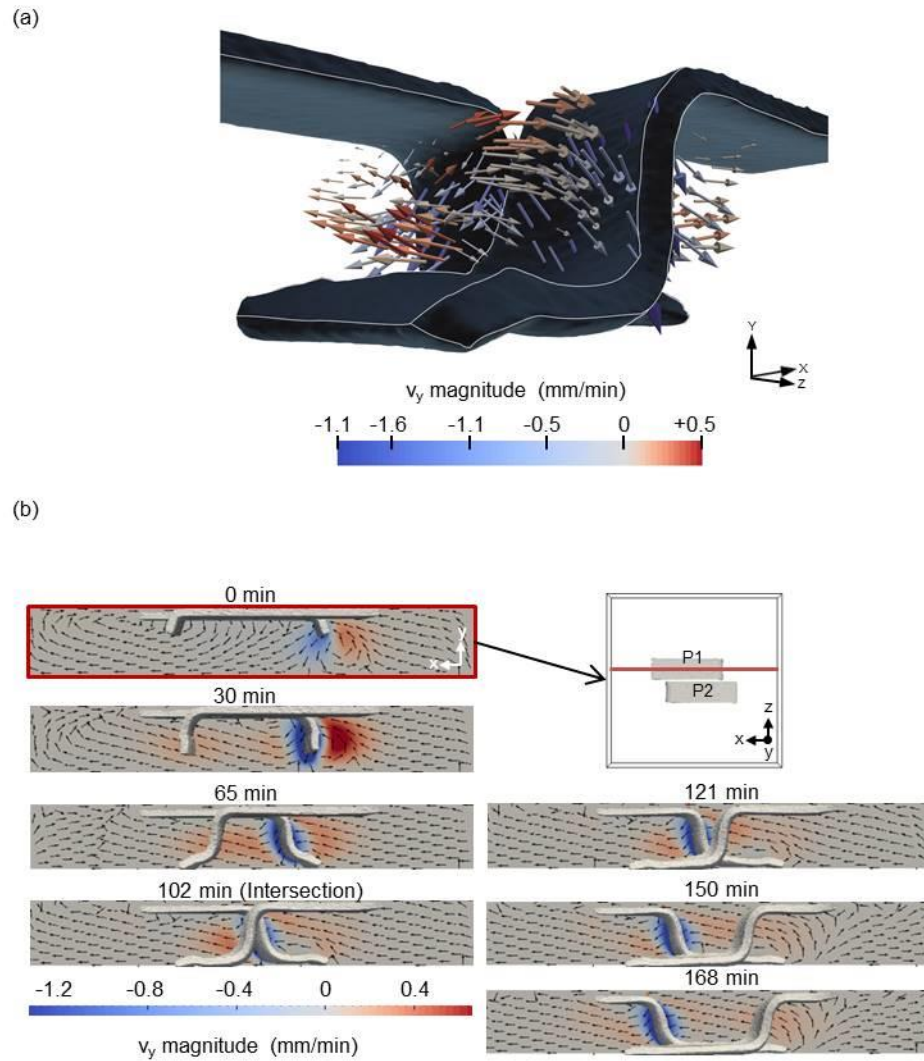 (a)
Y
X
Z
vy magnitude (mm/min)
-1.1 -1.6 -1.1 -0.5 0 +0.5
(b)
0 min
y
x
P1
P2
z
x
y
30 min
65 min
121 min
102 min (Intersection)
150 min
168 min
-1.2 -0.8 -0.4 0 0.4
vy magnitude (mm/min)